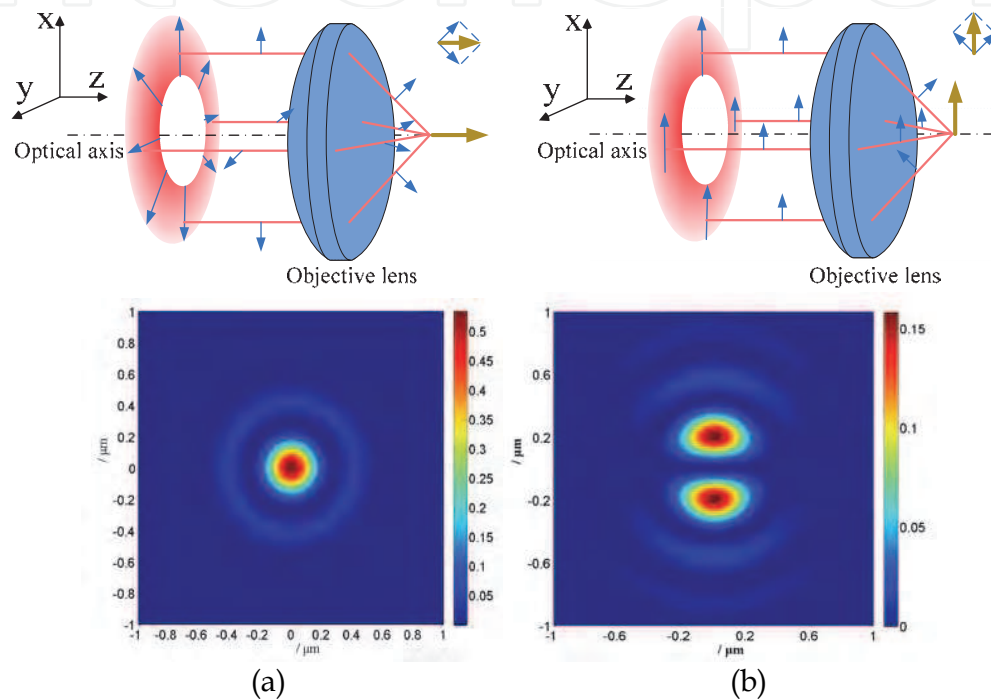 x
y
z
Optical axis
Objective lens
x
y
z
Optical axis
Objective lens
1
0.8
0.6
0.4
0.2
0
-0.2
-0.4
-0.6
-0.8
-1
/ μm
-1 -0.8 -0.6 -0.4 -0.2 0 0.2 0.4 0.6 0.8 1
/ μm
0.5
0.45
0.4
0.35
0.3
0.25
0.2
0.15
0.1
0.05
1
0.6
0.2
-0.2
-0.6
-1
/ μm
-1 -0.6 -0.2 0.2 0.6 1
/ μm
0.15
0.1
0.05
0
(a)
(b)